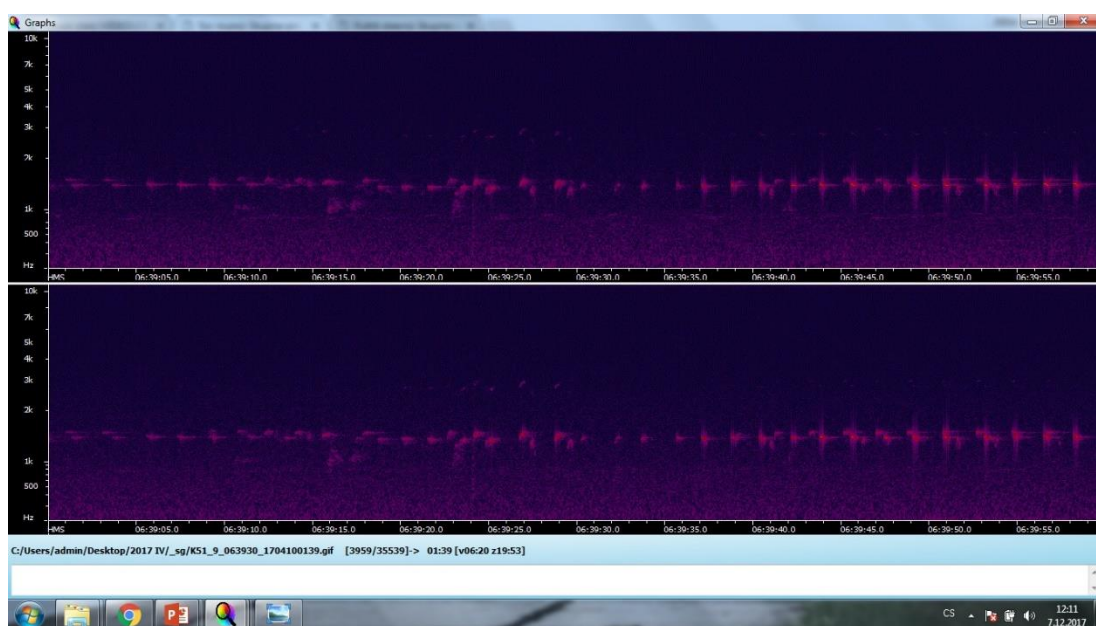 Graphs
10k
7k
5k
4k
3k
2k
1k
500
Hz
HMS 06:39:05.0 06:39:10.0 06:39:15.0 06:39:20.0 06:39:25.0 06:39:30.0 06:39:35.0 06:39:40.0 06:39:45.0 06:39:50.0 06:39:55.0
10k
7k
5k
4k
3k
2k
1k
500
Hz
HMS 06:39:05.0 06:39:10.0 06:39:15.0 06:39:20.0 06:39:25.0 06:39:30.0 06:39:35.0 06:39:40.0 06:39:45.0 06:39:50.0 06:39:55.0
C:/Users/admin/Desktop/2017 IV/_sg/K51_9_063930_1704100139.gif [3959/35539]-> 01:39 [v06:20 z19:53]
CS 12:11
7.12.2017